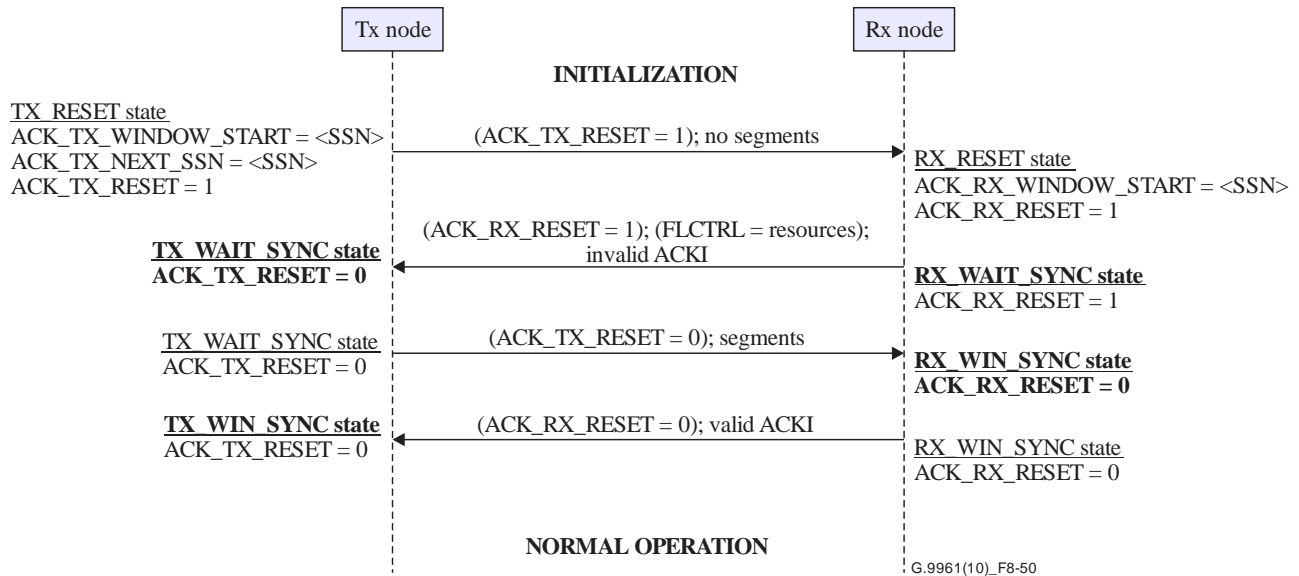 Tx node
Rx node
INITIALIZATION
TX_RESET state
ACK_TX_WINDOW_START = <SSN>
ACK_TX_NEXT_SSN = <SSN>
ACK_TX_RESET = 1
(ACK_TX_RESET = 1); no segments
RX_RESET state
ACK_RX_WINDOW_START = <SSN>
ACK_RX_RESET = 1
(ACK_RX_RESET = 1); (FLCTRL = resources);
invalid ACKI
TX_WAIT_SYNC state
ACK_TX_RESET = 0
RX_WAIT_SYNC state
ACK_RX_RESET = 1
TX_WAIT_SYNC state
ACK_TX_RESET = 0
(ACK_TX_RESET = 0); segments
RX_WIN_SYNC state
ACK_RX_RESET = 0
TX_WIN_SYNC state
ACK_TX_RESET = 0
(ACK_RX_RESET = 0); valid ACKI
RX_WIN_SYNC state
ACK_RX_RESET = 0
NORMAL OPERATION
G.9961(10)_F8-50